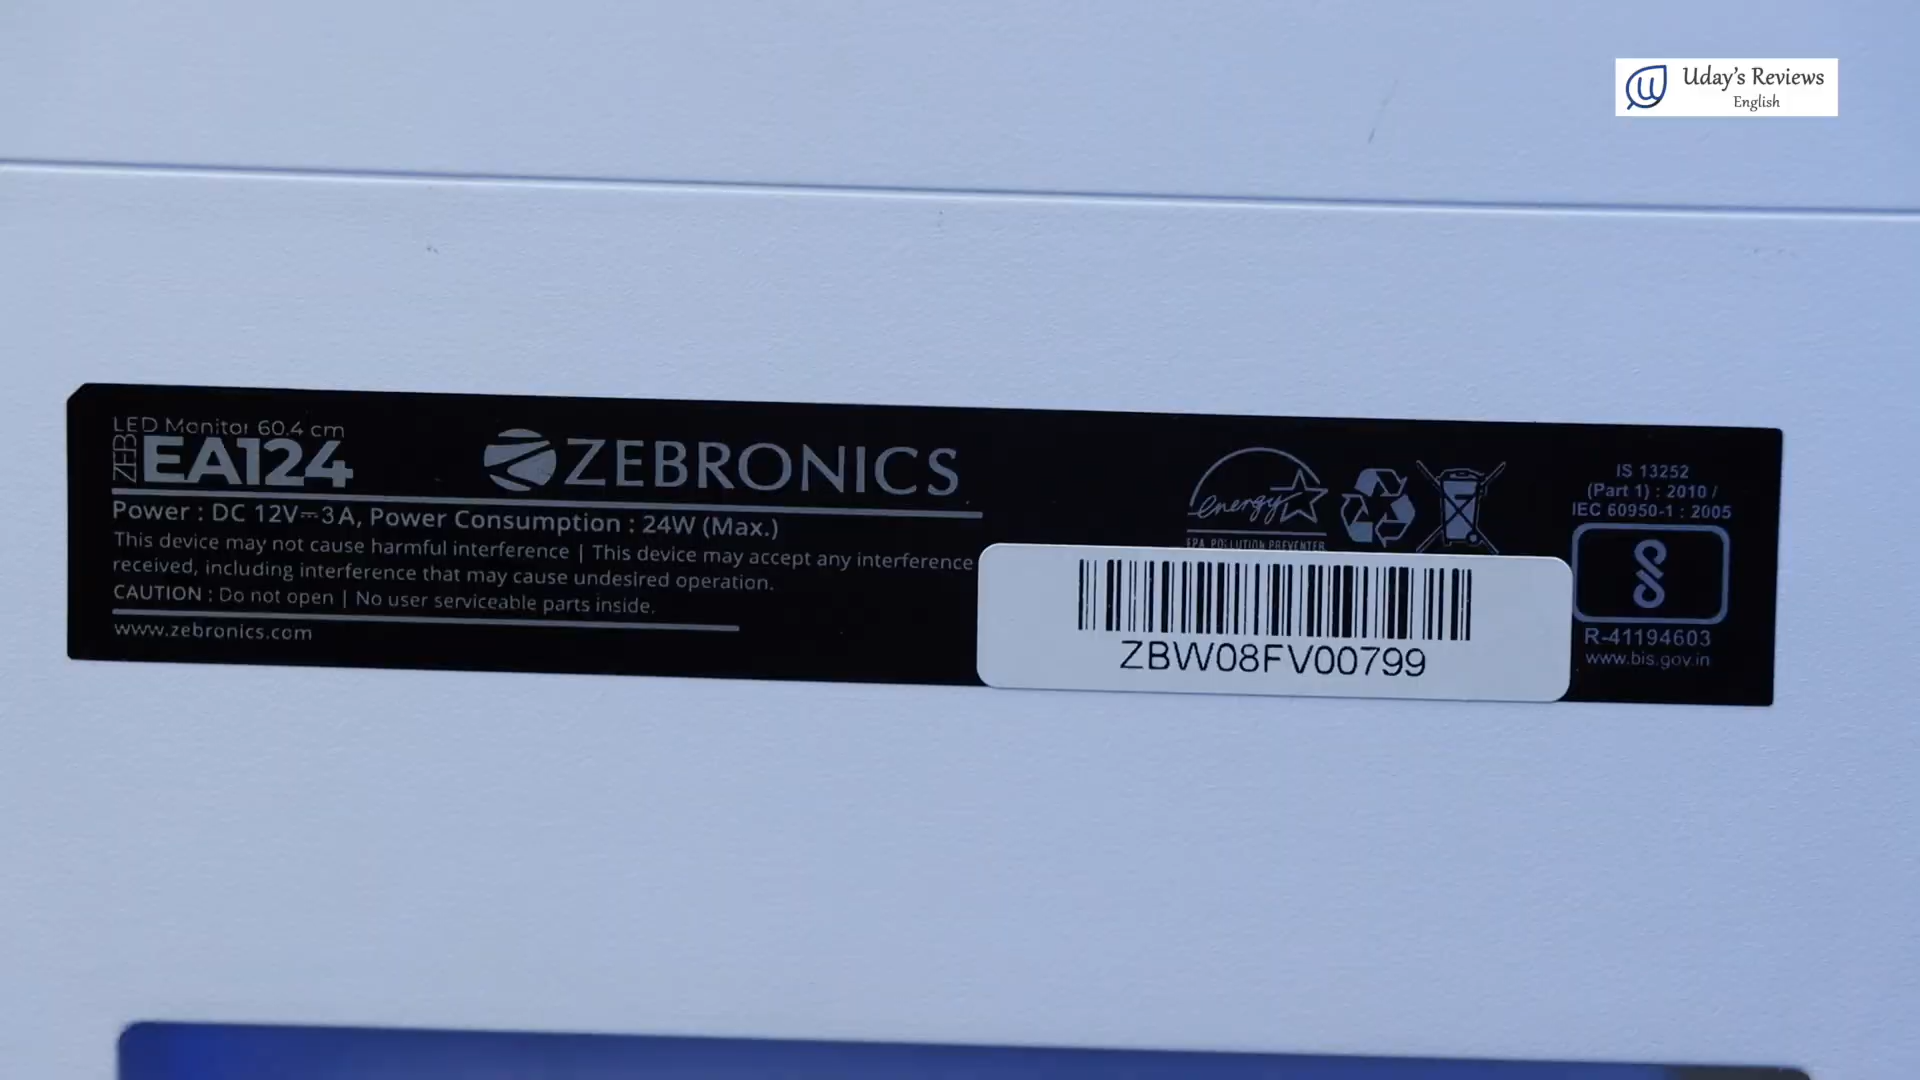 Uday's Reviews
English
LED Monitor 60.4 cm
ZEB EA124
ZEBRONICS
Power : DC 12V⎓3A, Power Consumption : 24W (Max.)
This device may not cause harmful interference | This device may accept any interference
received, including interference that may cause undesired operation.
CAUTION : Do not open | No user serviceable parts inside.
www.zebronics.com
energy
EPA POLLUTION PREVENTER
ZBW08FV00799
IS 13252
(Part 1) : 2010 /
IEC 60950-1 : 2005
R-41194603
www.bis.gov.in